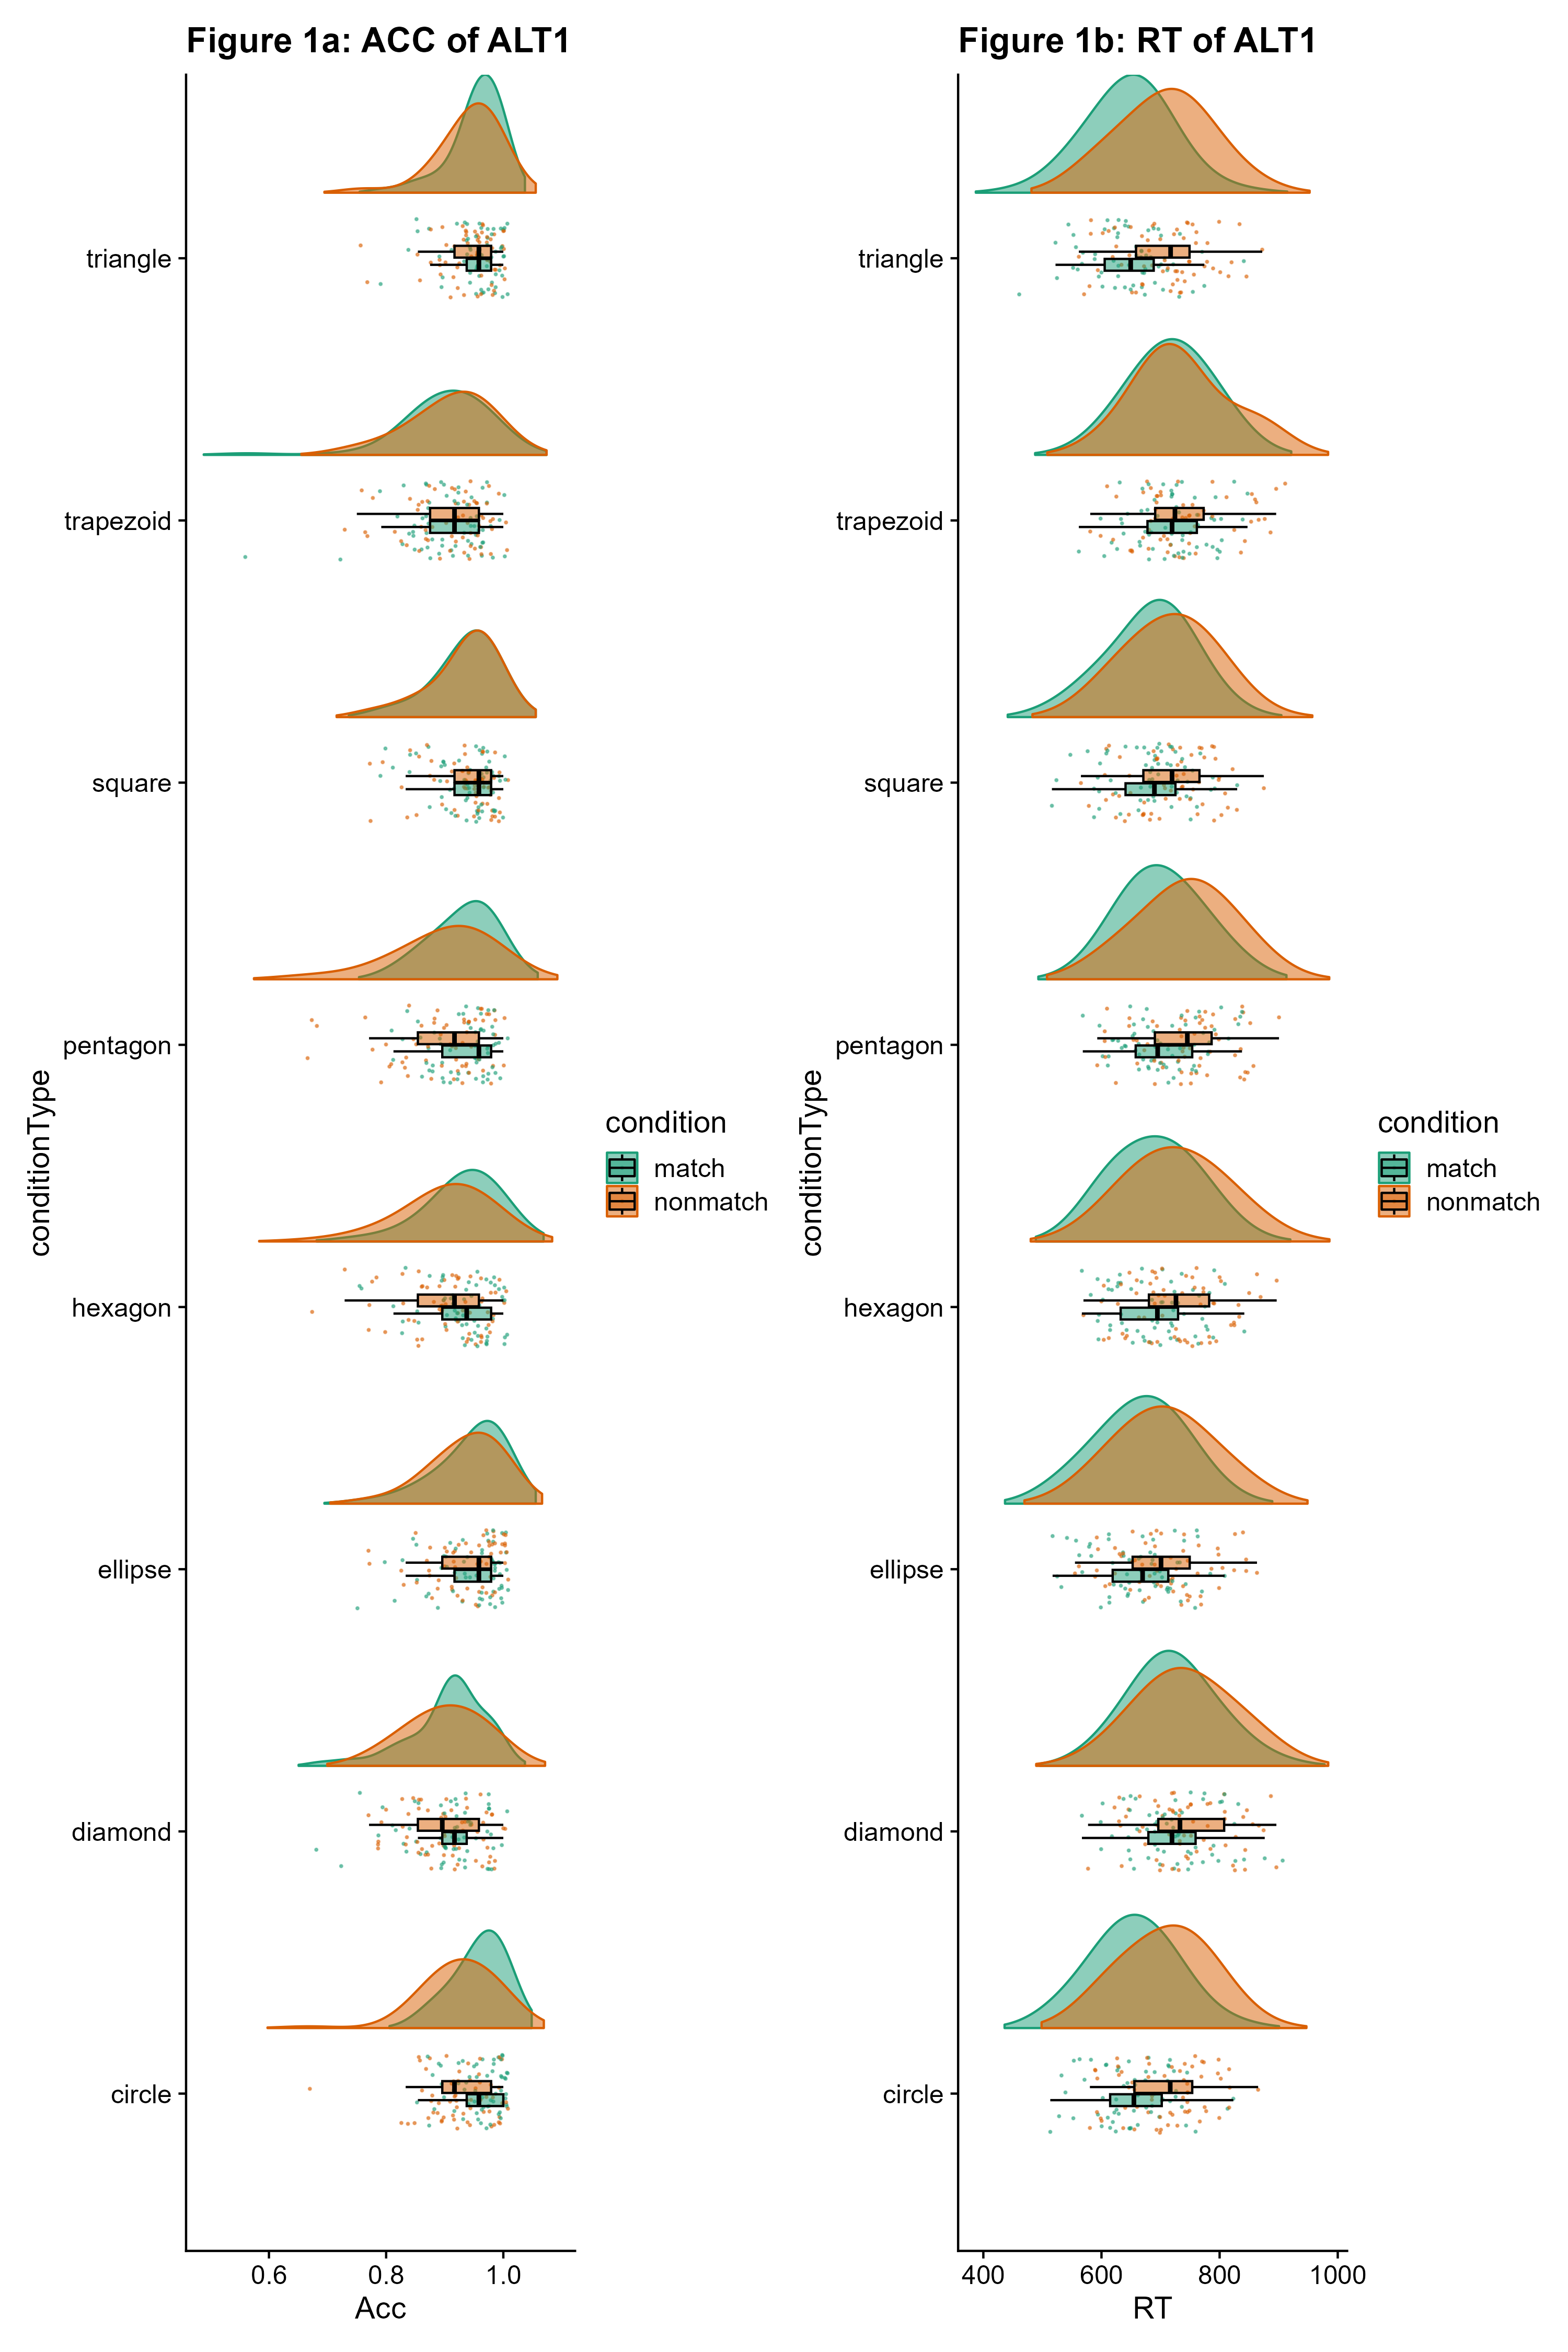 Figure 1a: ACC of ALT1
conditionType
triangle
trapezoid
square
pentagon
hexagon
ellipse
diamond
circle
0.6 0.8 1.0
Acc
condition
match
nonmatch
Figure 1b: RT of ALT1
conditionType
triangle
trapezoid
square
pentagon
hexagon
ellipse
diamond
circle
400 600 800 1000
RT
condition
match
nonmatch